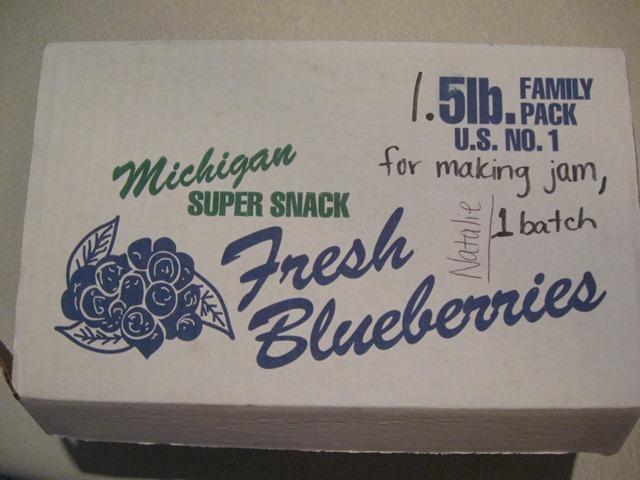 1.5lb. FAMILY PACK
U.S. NO. 1
for making jam,
1 batch
Natalie
Michigan
SUPER SNACK
Fresh
Blueberries